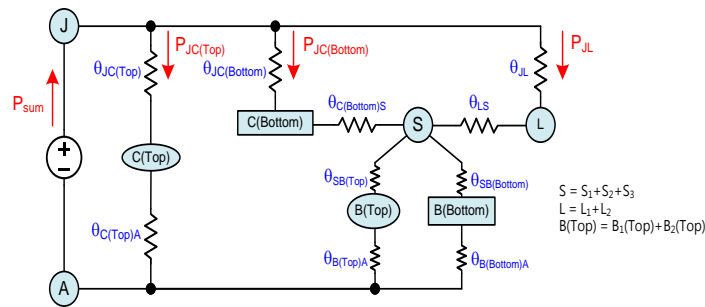 J
P_JC(Top)
P_JC(Bottom)
P_JL
θ_JC(Top)
θ_JC(Bottom)
θ_JL
P_sum
θ_C(Bottom)S
θ_LS
C(Bottom)
S
L
+
−
C(Top)
θ_SB(Top)
θ_SB(Bottom)
S = S₁+S₂+S₃
B(Top)
B(Bottom)
L = L₁+L₂
B(Top) = B₁(Top)+B₂(Top)
θ_C(Top)A
θ_B(Top)A
θ_B(Bottom)A
A